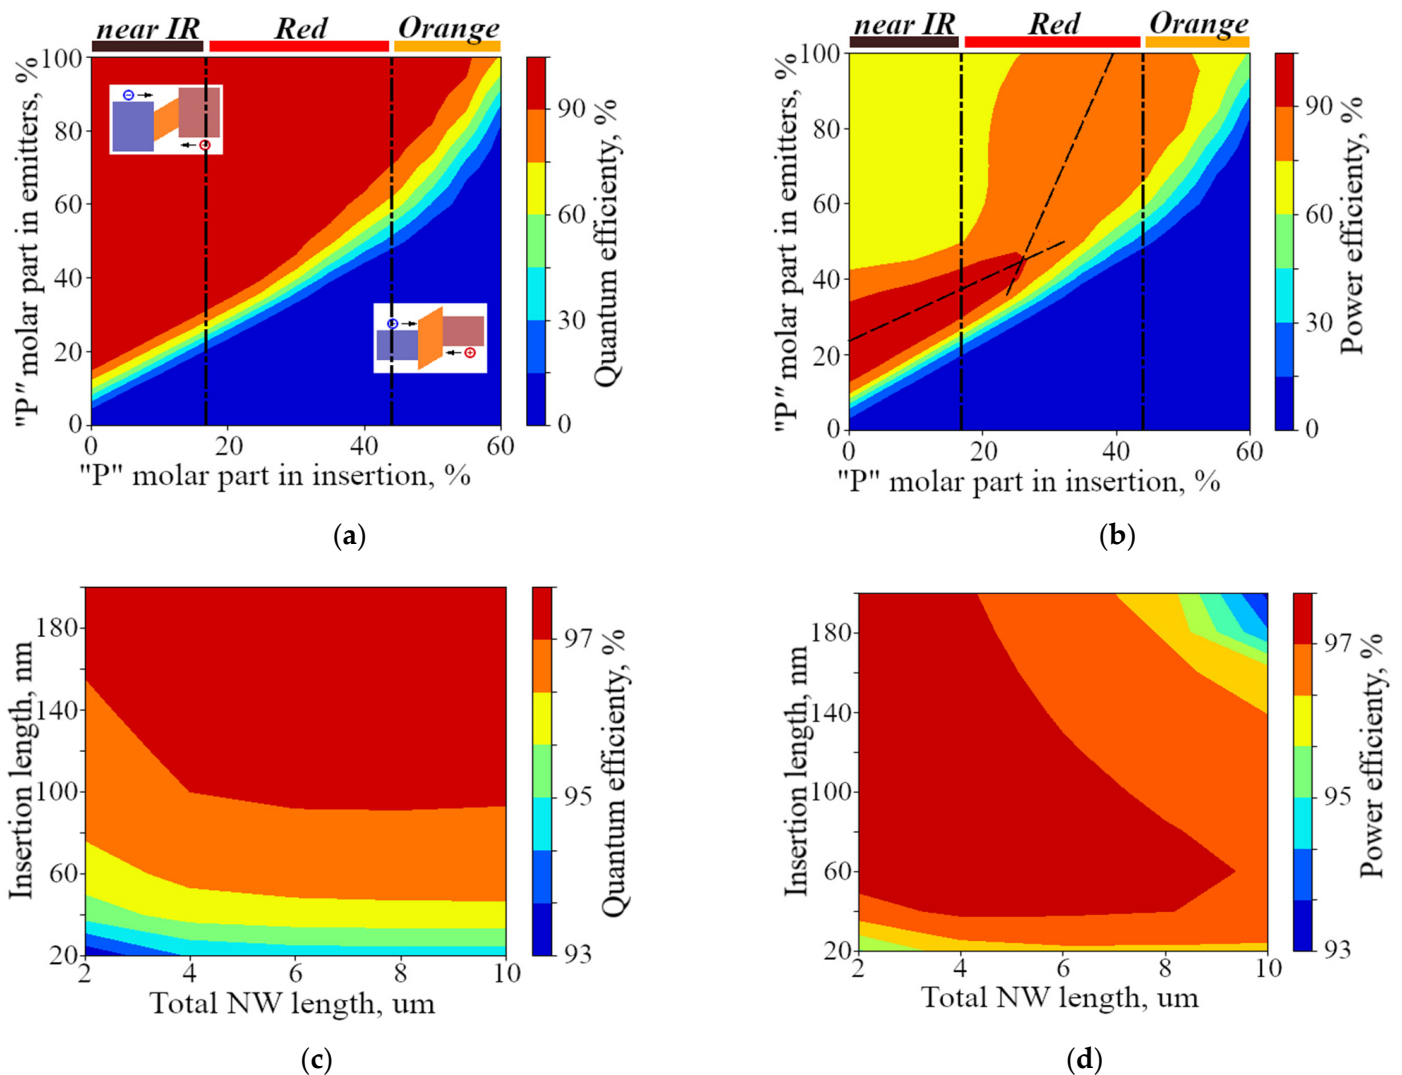 near IR Red Orange
100
80
60
40
20
0
"P" molar part in emitters, %
0 20 40 60
"P" molar part in insertion, %
90
60
30
0
Quantum efficienty, %
(a)
near IR Red Orange
100
80
60
40
20
0
"P" molar part in emitters, %
0 20 40 60
"P" molar part in insertion, %
90
60
30
0
Power efficienty, %
(b)
180
140
100
60
20
Insertion length, nm
2 4 6 8 10
Total NW length, um
97
95
93
Quantum efficienty, %
(c)
180
140
100
60
20
Insertion length, nm
2 4 6 8 10
Total NW length, um
97
95
93
Power efficienty, %
(d)